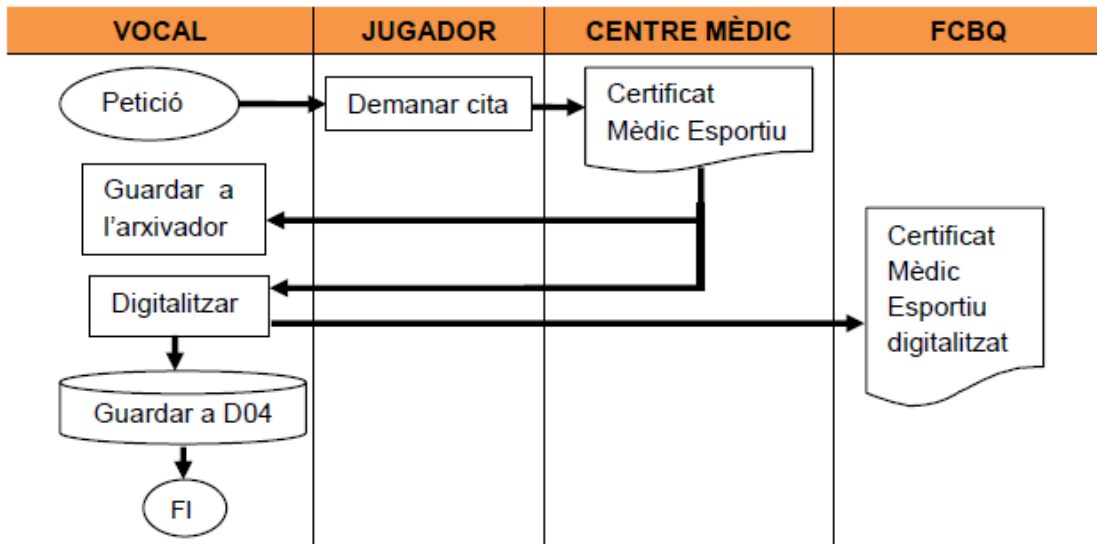 VOCAL
JUGADOR
CENTRE MÈDIC
FCBQ
Petició
Demanar cita
Certificat
Mèdic Esportiu
Guardar a
l'arxivador
Certificat
Mèdic
Esportiu
digitalitzat
Digitalitzar
Guardar a D04
FI